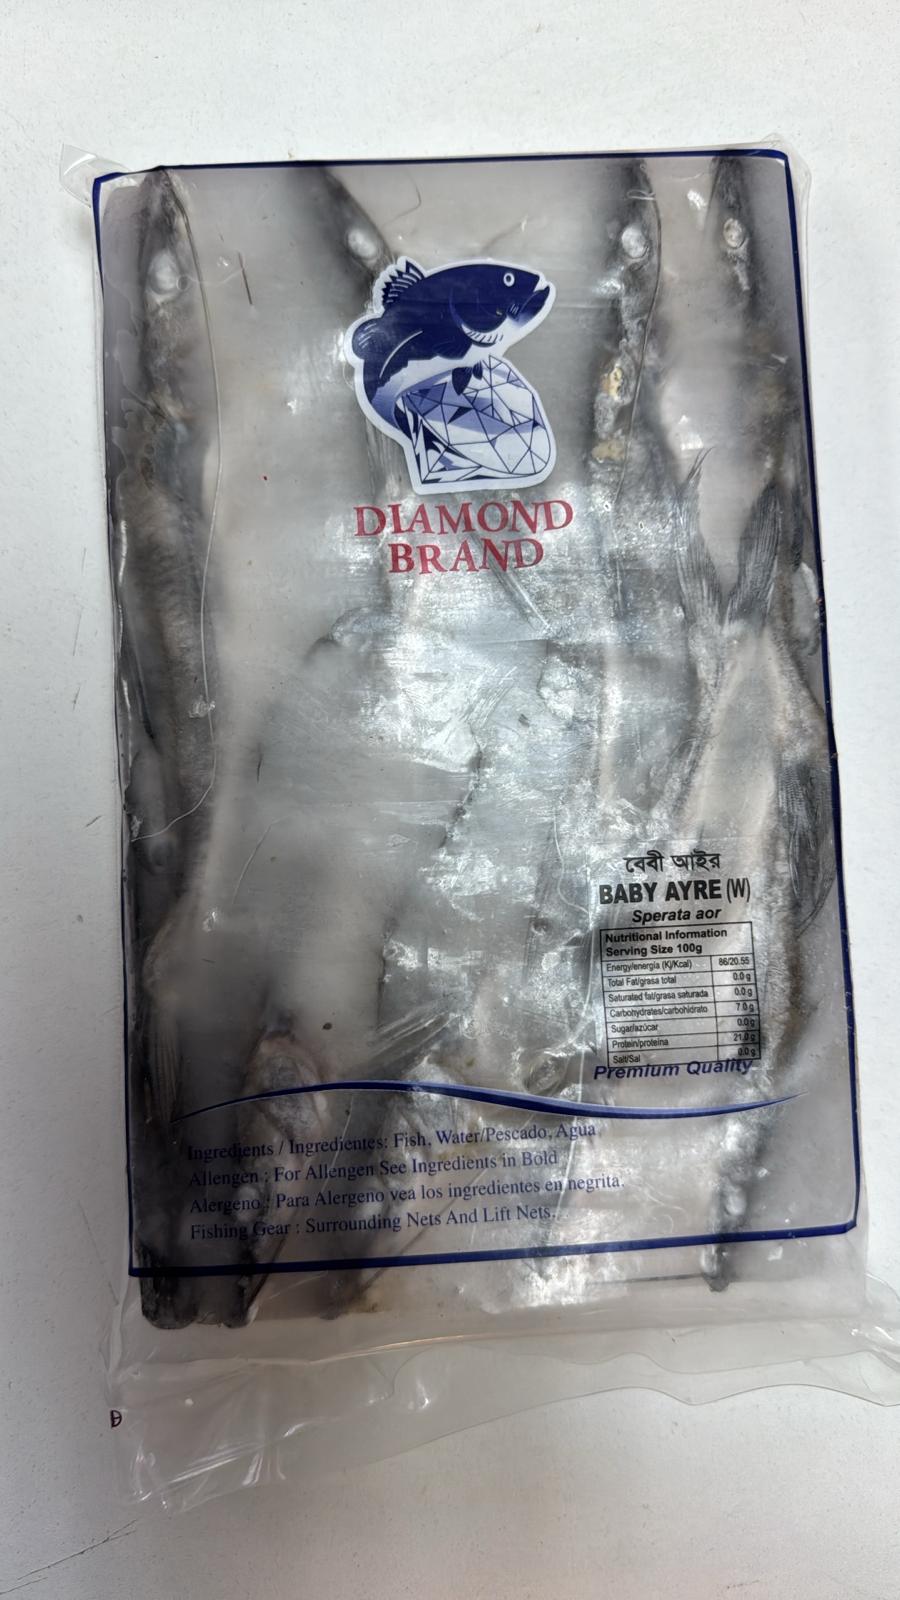 DIAMOND
BRAND
বেবী আইর
BABY AYRE (W)
Sperata aor
Nutritional Information
Serving Size 100g
Energy/energia (Kj/Kcal) 86/20.55
Total Fat/grasa total 0.0 g
Saturated fat/grasa saturada 0.0 g
Carbohydrates/carbohidrato 7.0 g
Sugar/azúcar 0.0 g
Protein/proteína 21.0 g
Salt/Sal 0.0 g
Premium Quality
Ingredients / Ingredientes: Fish, Water/Pescado, Agua
Allengen : For Allengen See Ingredients in Bold
Alergeno : Para Alergeno vea los ingredientes en negrita.
Fishing Gear : Surrounding Nets And Lift Nets...